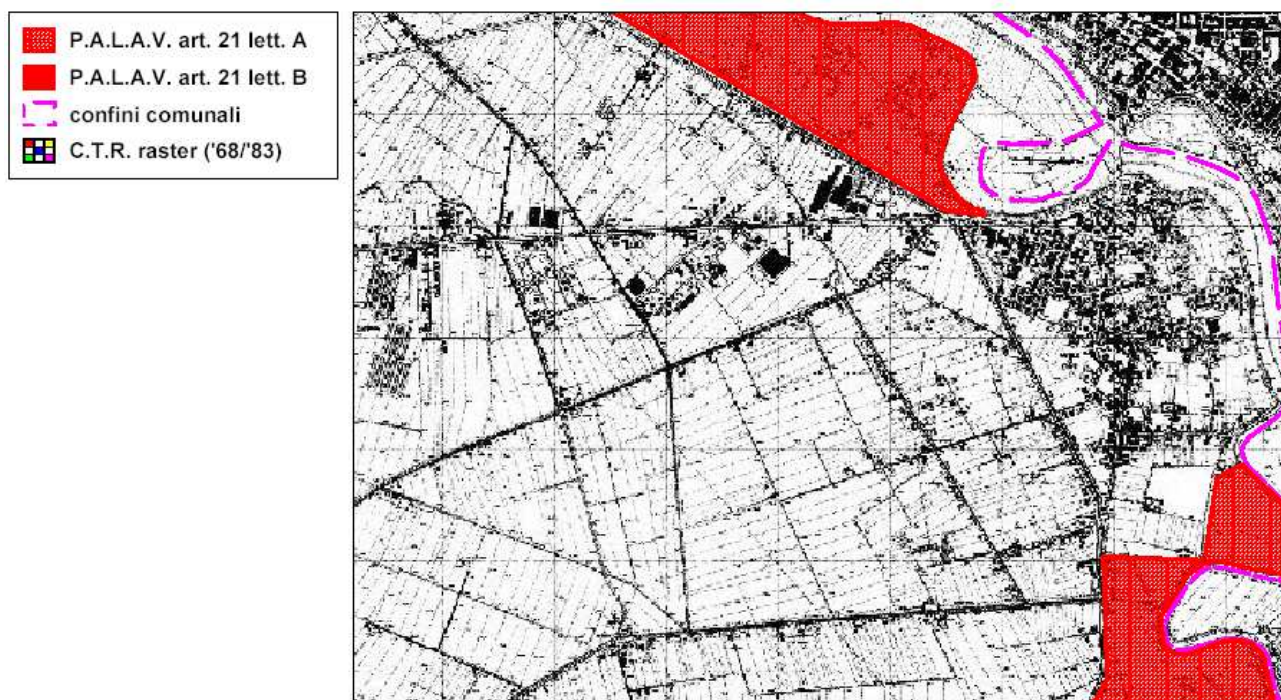 P.A.L.A.V. art. 21 lett. A
P.A.L.A.V. art. 21 lett. B
confini comunali
C.T.R. raster ('68/'83)